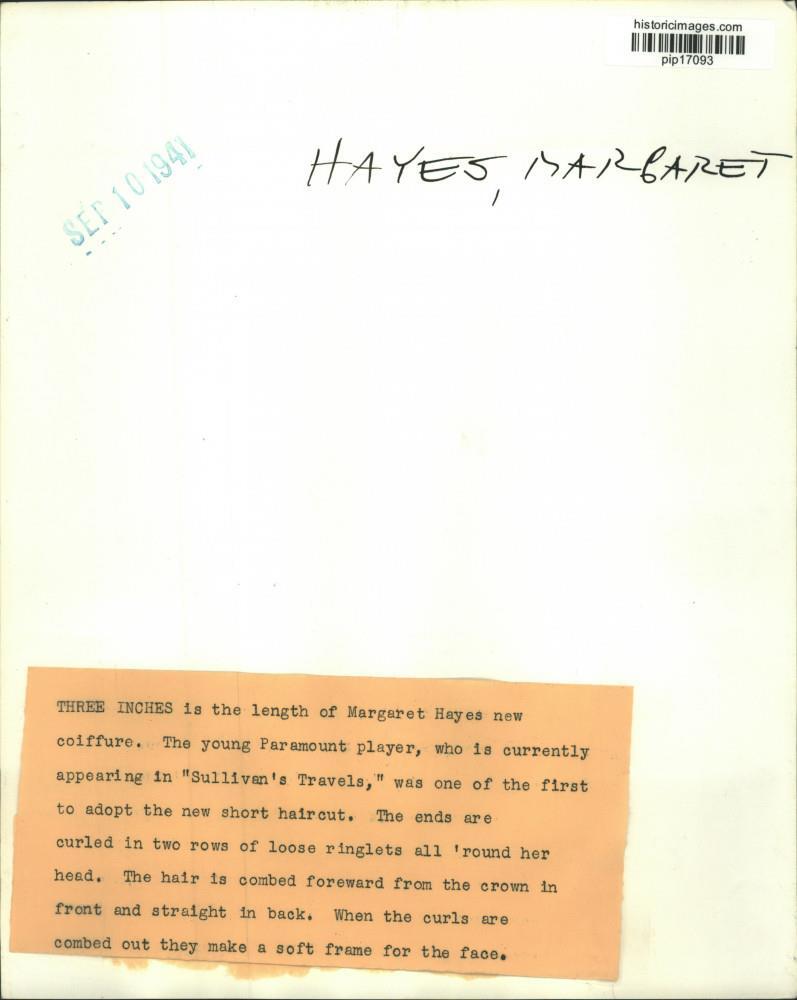 historicimages.com
pip17093
HAYES, MARGARET
SEP 10 1941
THREE INCHES is the length of Margaret Hayes new
coiffure. The young Paramount player, who is currently
appearing in "Sullivan's Travels," was one of the first
to adopt the new short haircut. The ends are
curled in two rows of loose ringlets all 'round her
head. The hair is combed foreward from the crown in
front and straight in back. When the curls are
combed out they make a soft frame for the face.